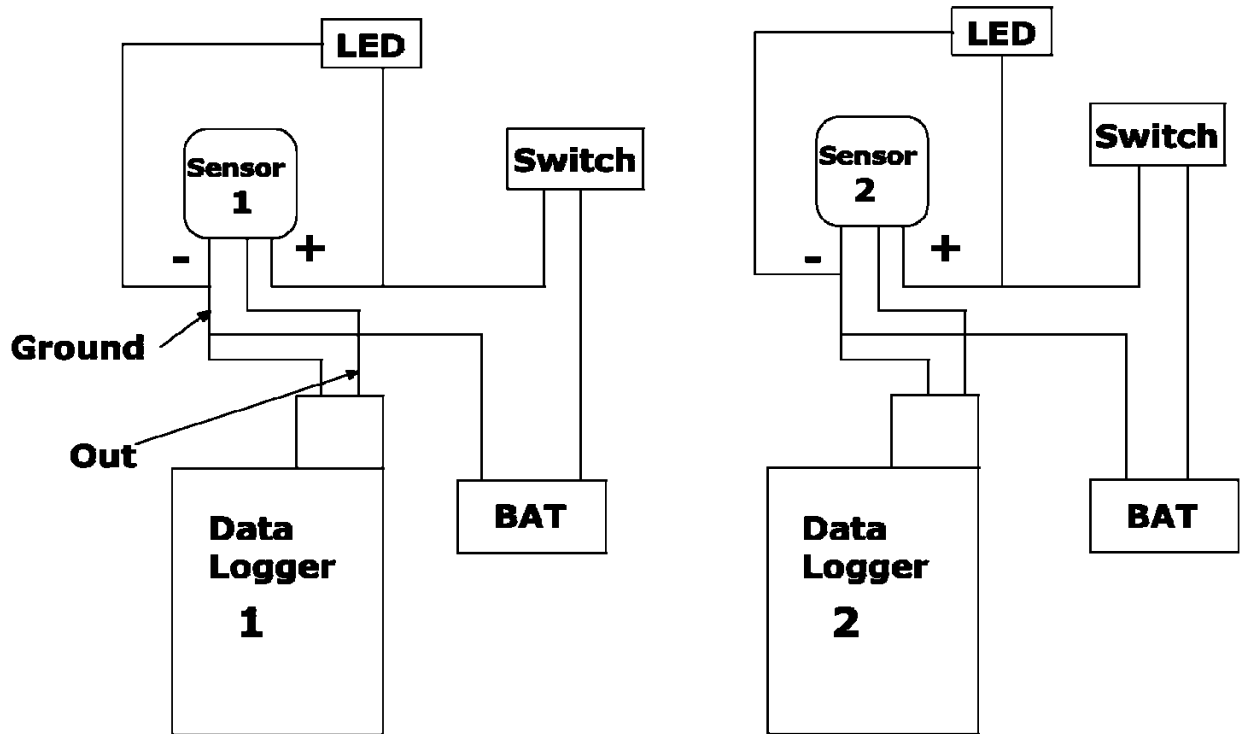 LED
Sensor
1
Switch
-
+
Ground
Out
BAT
Data
Logger
1
LED
Sensor
2
Switch
-
+
BAT
Data
Logger
2